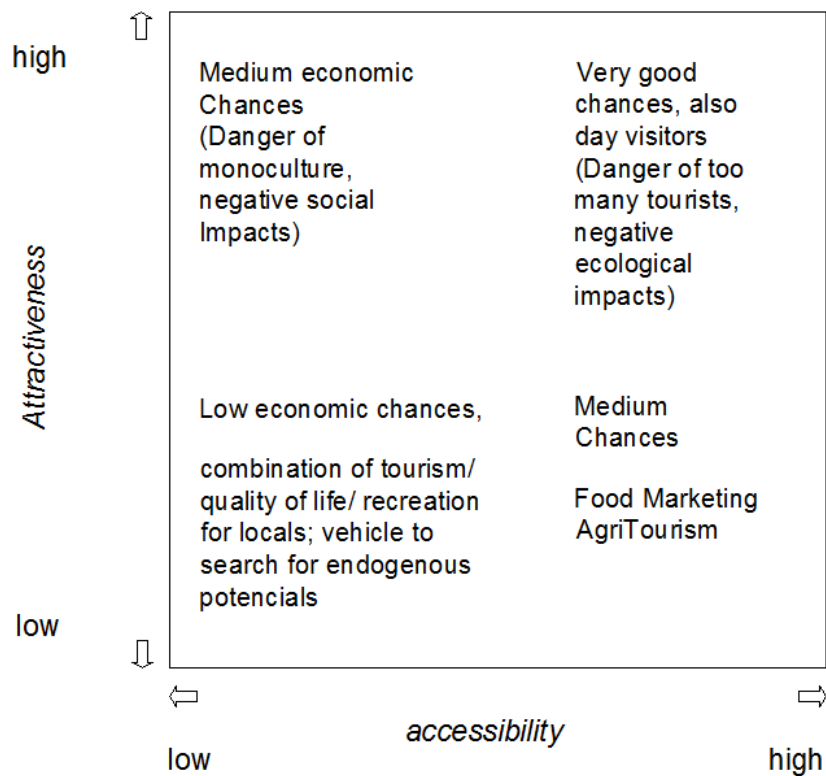 high
Medium economic
Chances
(Danger of
monoculture,
negative social
Impacts)
Very good
chances, also
day visitors
(Danger of too
many tourists,
negative
ecological
impacts)
Attractiveness
Low economic chances,
combination of tourism/
quality of life/ recreation
for locals; vehicle to
search for endogenous
potencials
Medium
Chances
Food Marketing
AgriTourism
low
accessibility
low
high